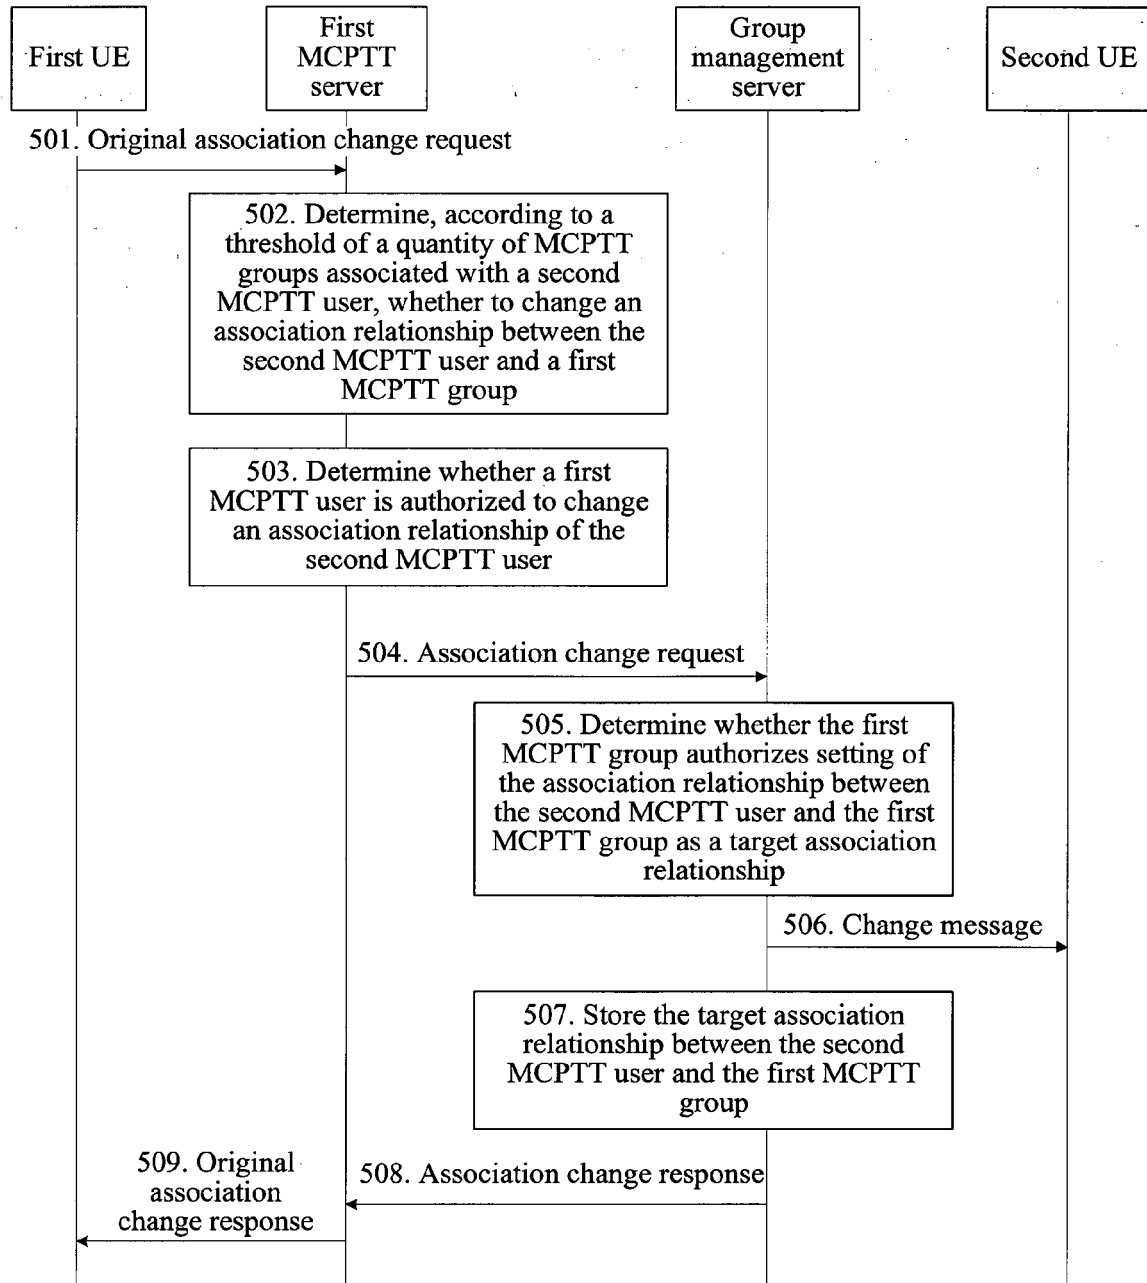 First UE
First
MCPTT
server
Group
management
server
Second UE
501. Original association change request
502. Determine, according to a
threshold of a quantity of MCPTT
groups associated with a second
MCPTT user, whether to change an
association relationship between the
second MCPTT user and a first
MCPTT group
503. Determine whether a first
MCPTT user is authorized to change
an association relationship of the
second MCPTT user
504. Association change request
505. Determine whether the first
MCPTT group authorizes setting of
the association relationship between
the second MCPTT user and the first
MCPTT group as a target association
relationship
506. Change message
507. Store the target association
relationship between the second
MCPTT user and the first MCPTT
group
508. Association change response
509. Original
association
change response